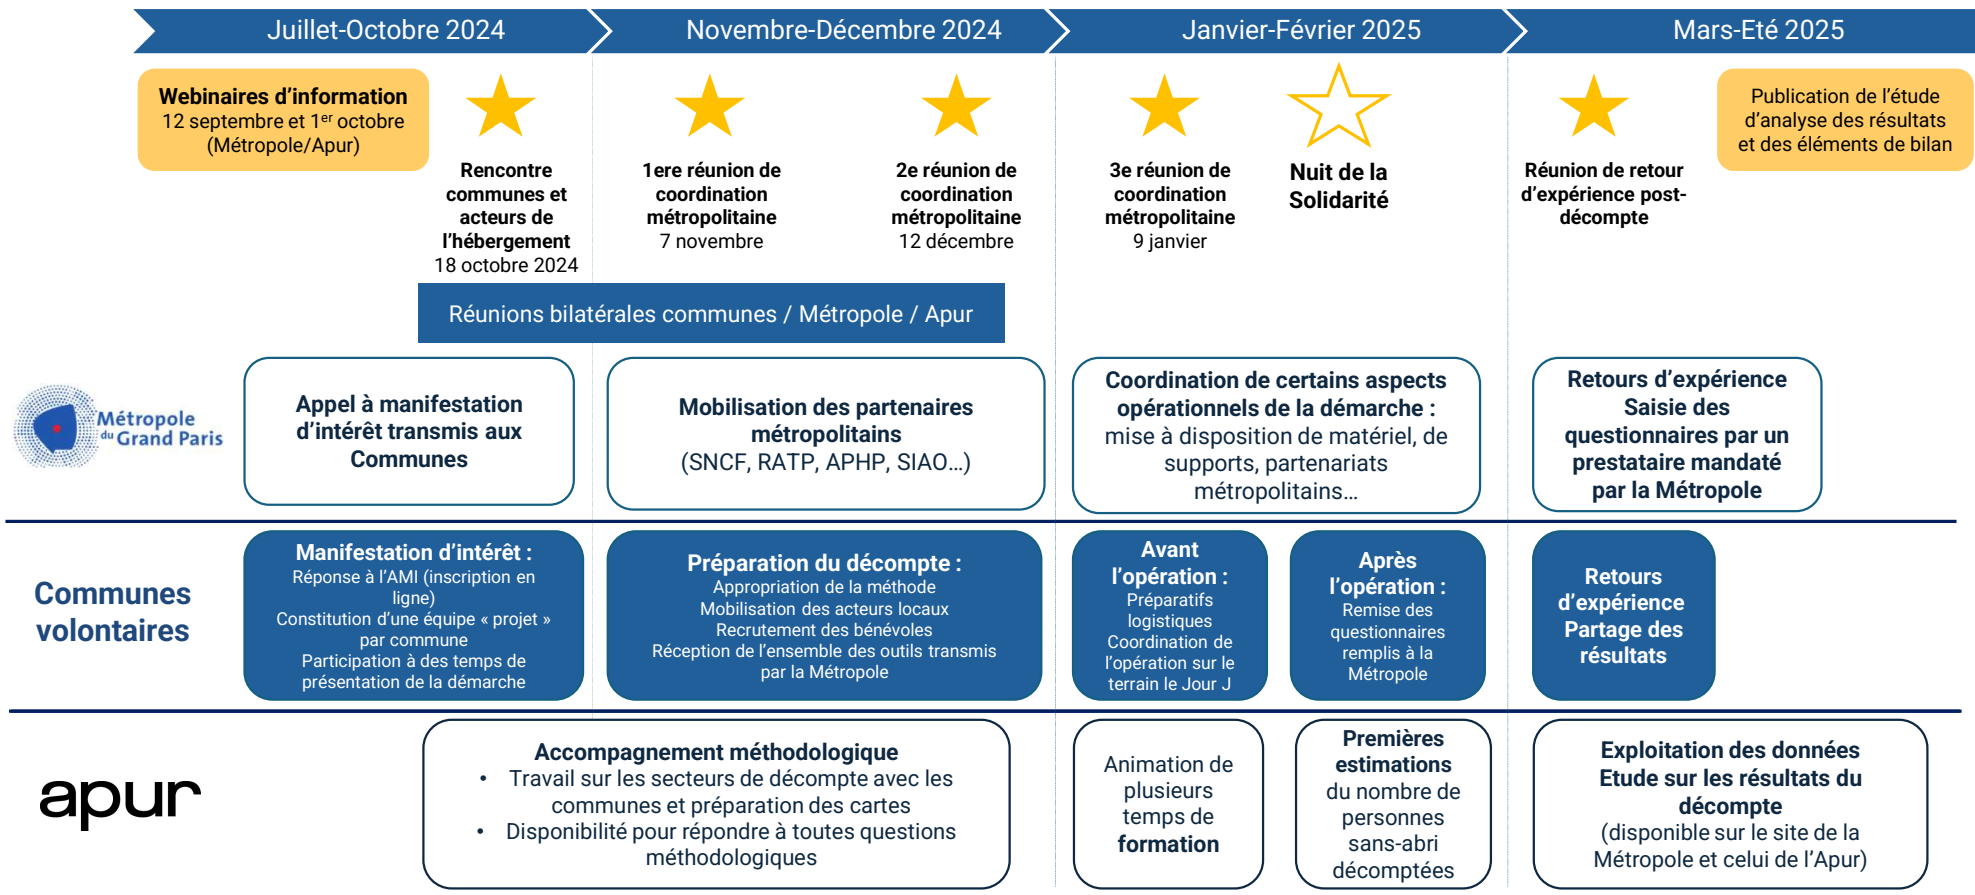 Juillet-Octobre 2024
Novembre-Décembre 2024
Janvier-Février 2025
Mars-Eté 2025
Webinaires d’information
12 septembre et 1er octobre
(Métropole/Apur)
Rencontre
communes et
acteurs de
l’hébergement
18 octobre 2024
1ere réunion de
coordination
métropolitaine
7 novembre
2e réunion de
coordination
métropolitaine
12 décembre
3e réunion de
coordination
métropolitaine
9 janvier
Nuit de la
Solidarité
Réunion de retour
d’expérience post-
décompte
Publication de l’étude
d’analyse des résultats
et des éléments de bilan
Réunions bilatérales communes / Métropole / Apur
Métropole
du Grand Paris
Appel à manifestation
d’intérêt transmis aux
Communes
Mobilisation des partenaires
métropolitains
(SNCF, RATP, APHP, SIAO…)
Coordination de certains aspects
opérationnels de la démarche :
mise à disposition de matériel, de
supports, partenariats
métropolitains…
Retours d’expérience
Saisie des
questionnaires par un
prestataire mandaté
par la Métropole
Communes
volontaires
Manifestation d’intérêt :
Réponse à l’AMI (inscription en
ligne)
Constitution d’une équipe « projet »
par commune
Participation à des temps de
présentation de la démarche
Préparation du décompte :
Appropriation de la méthode
Mobilisation des acteurs locaux
Recrutement des bénévoles
Réception de l’ensemble des outils transmis
par la Métropole
Avant
l’opération :
Préparatifs
logistiques
Coordination de
l’opération sur le
terrain le Jour J
Après
l’opération :
Remise des
questionnaires
remplis à la
Métropole
Retours
d’expérience
Partage des
résultats
apur
Accompagnement méthodologique
• Travail sur les secteurs de décompte avec les
communes et préparation des cartes
• Disponibilité pour répondre à toutes questions
méthodologiques
Animation de
plusieurs
temps de
formation
Premières
estimations
du nombre de
personnes
sans-abri
décomptées
Exploitation des données
Etude sur les résultats du
décompte
(disponible sur le site de la
Métropole et celui de l’Apur)